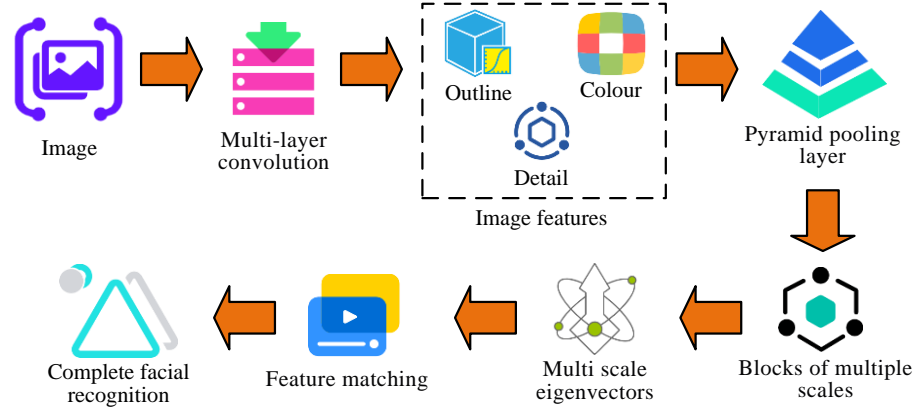 Image
Multi-layer
convolution
Outline
Colour
Detail
Image features
Pyramid pooling
layer
Blocks of multiple
scales
Multi scale
eigenvectors
Feature matching
Complete facial
recognition